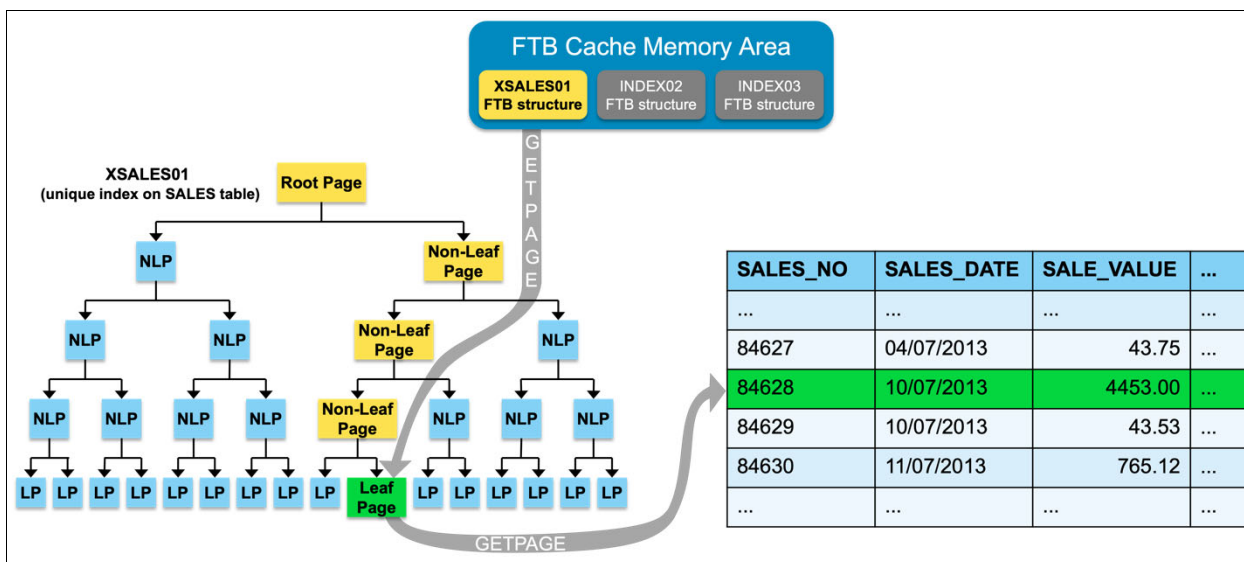 FTB Cache Memory Area
XSALES01
FTB structure
INDEX02
FTB structure
INDEX03
FTB structure
GETPAGE
XSALES01
(unique index on SALES table)
Root Page
NLP
Non-Leaf
Page
NLP
NLP
Non-Leaf
Page
NLP
NLP
NLP
NLP
NLP
Non-Leaf
Page
NLP
NLP
NLP
LP LP LP LP LP LP LP LP LP
Leaf
Page
LP LP LP LP LP LP
GETPAGE
SALES_NO SALES_DATE SALE_VALUE ...
... ... ... ...
84627 04/07/2013 43.75 ...
84628 10/07/2013 4453.00 ...
84629 10/07/2013 43.53 ...
84630 11/07/2013 765.12 ...
... ... ... ...